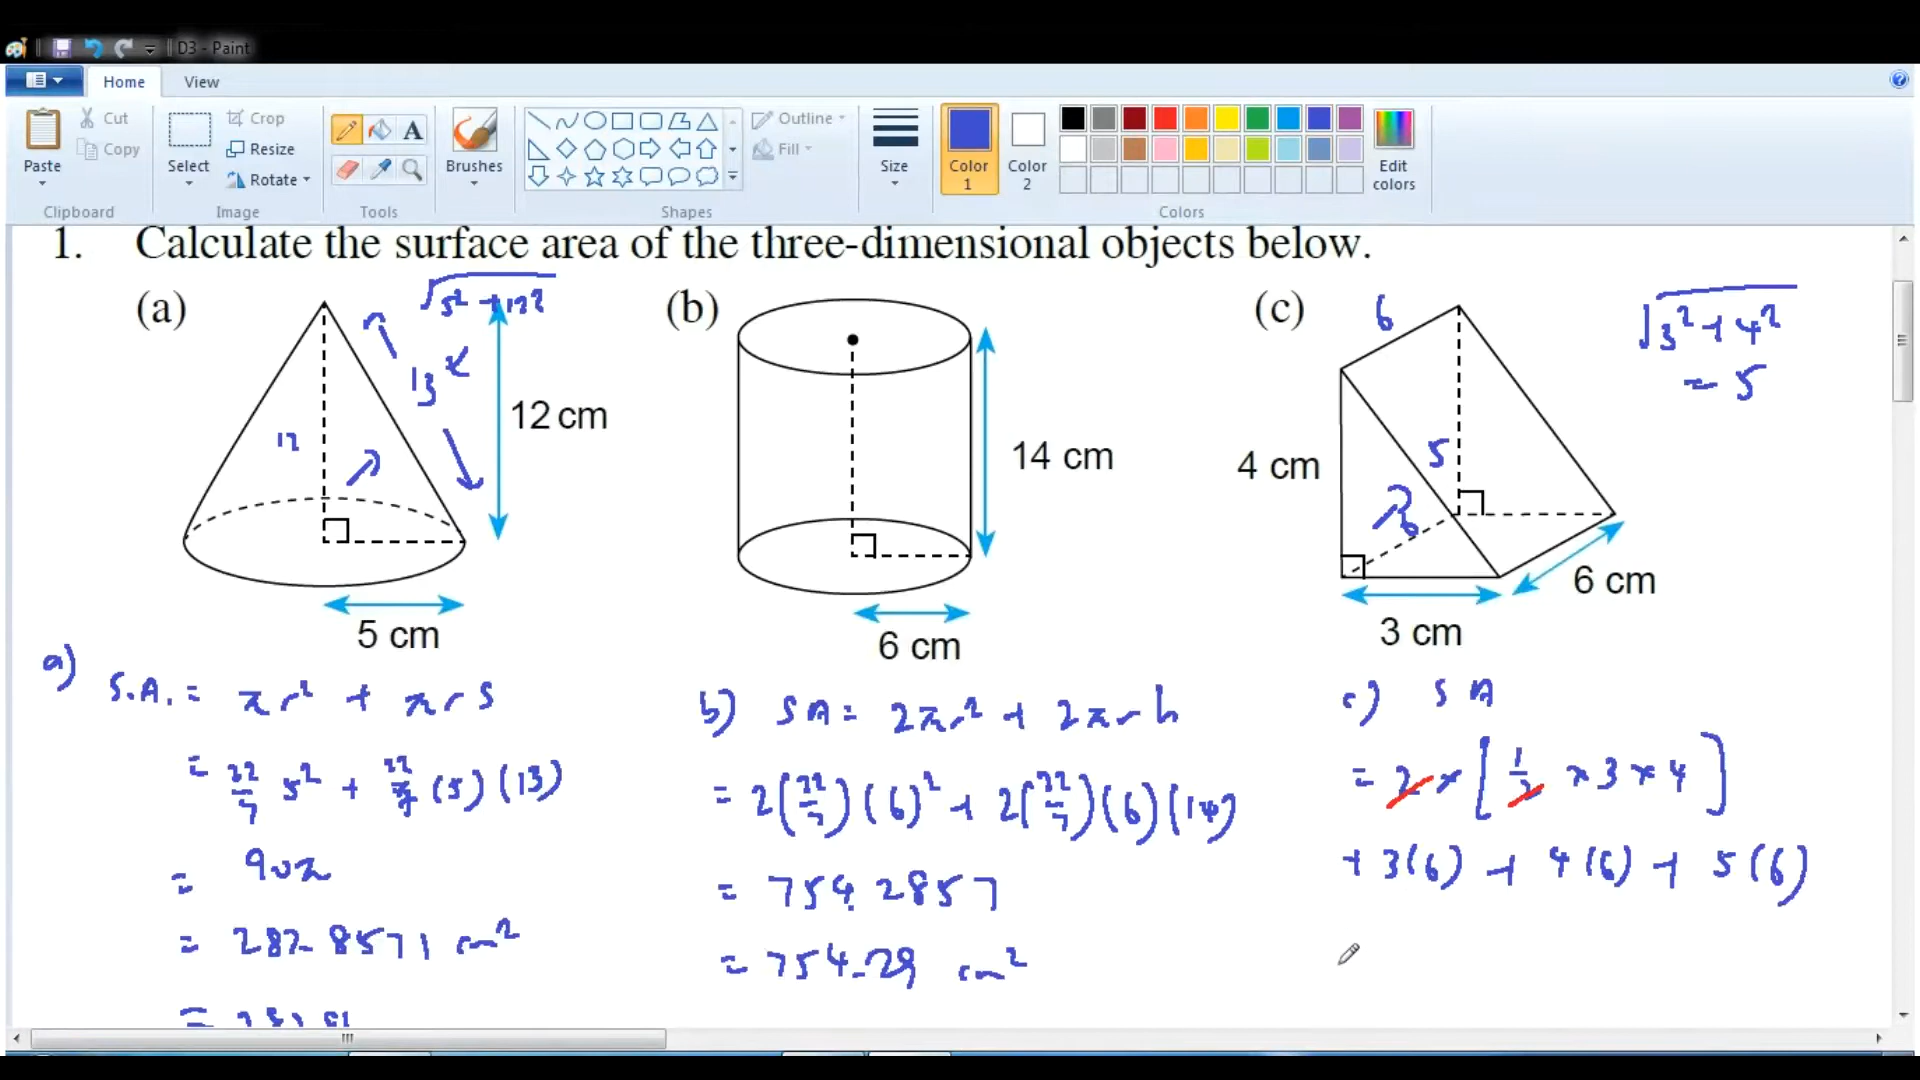 D3 - Paint
Home View
Paste
Cut
Copy
Clipboard
Select
Crop
Resize
Rotate
Image
A
Tools
Brushes
Shapes
Outline
Fill
Size
Color 1
Color 2
Edit colors
Colors
1. Calculate the surface area of the three-dimensional objects below.
(a)
√5² + 12²
13
12
12 cm
5 cm
(b)
14 cm
6 cm
(c)
6
5
4 cm
3 cm
6 cm
√3² + 4²
= 5
a) S.A. = πr² + πrs
= 22/7 5² + 22/7 (5)(13)
= 90π
= 282.8571 cm²
b) SA = 2πr² + 2πrh
= 2(22/7)(6)² + 2(22/7)(6)(14)
= 754.2857
= 754.29 cm²
c) SA
= 2 × [1/2 × 3 × 4]
+ 3(6) + 4(6) + 5(6)